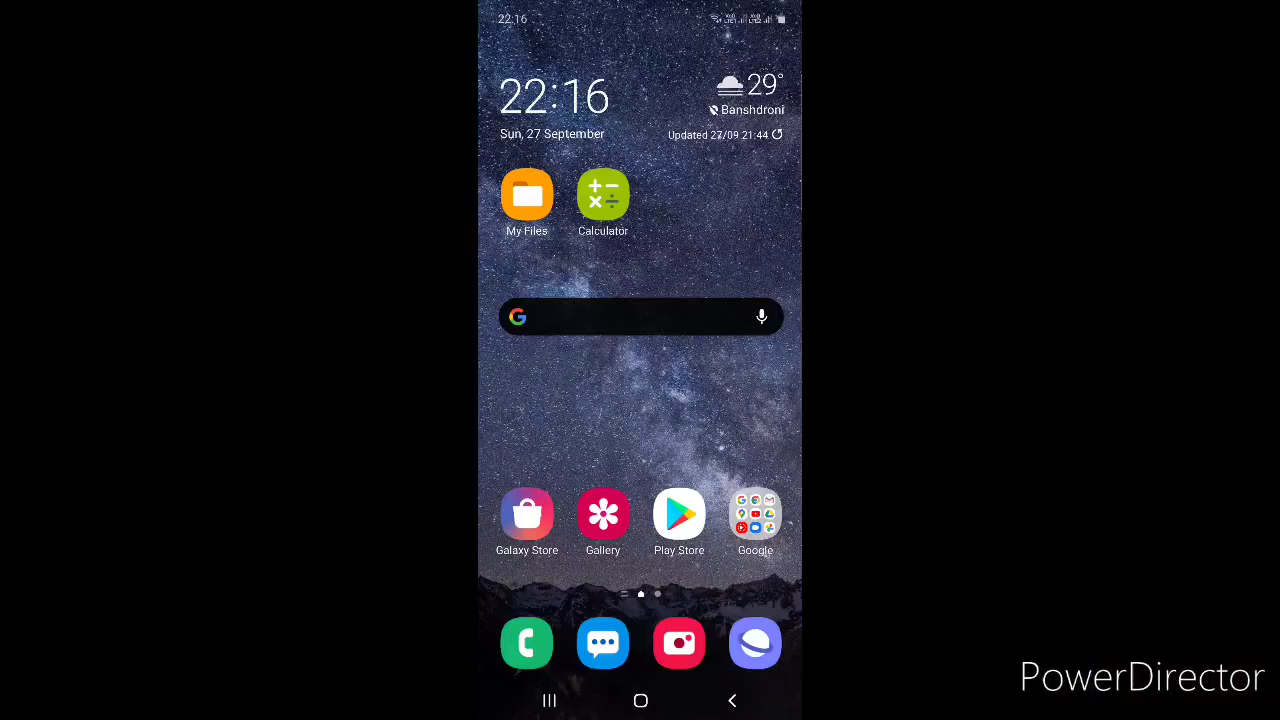 22:16
22:16
29°
Banshdroni
Sun, 27 September
Updated 27/09 21:44
My Files
Calculator
Galaxy Store
Gallery
Play Store
Google
PowerDirector